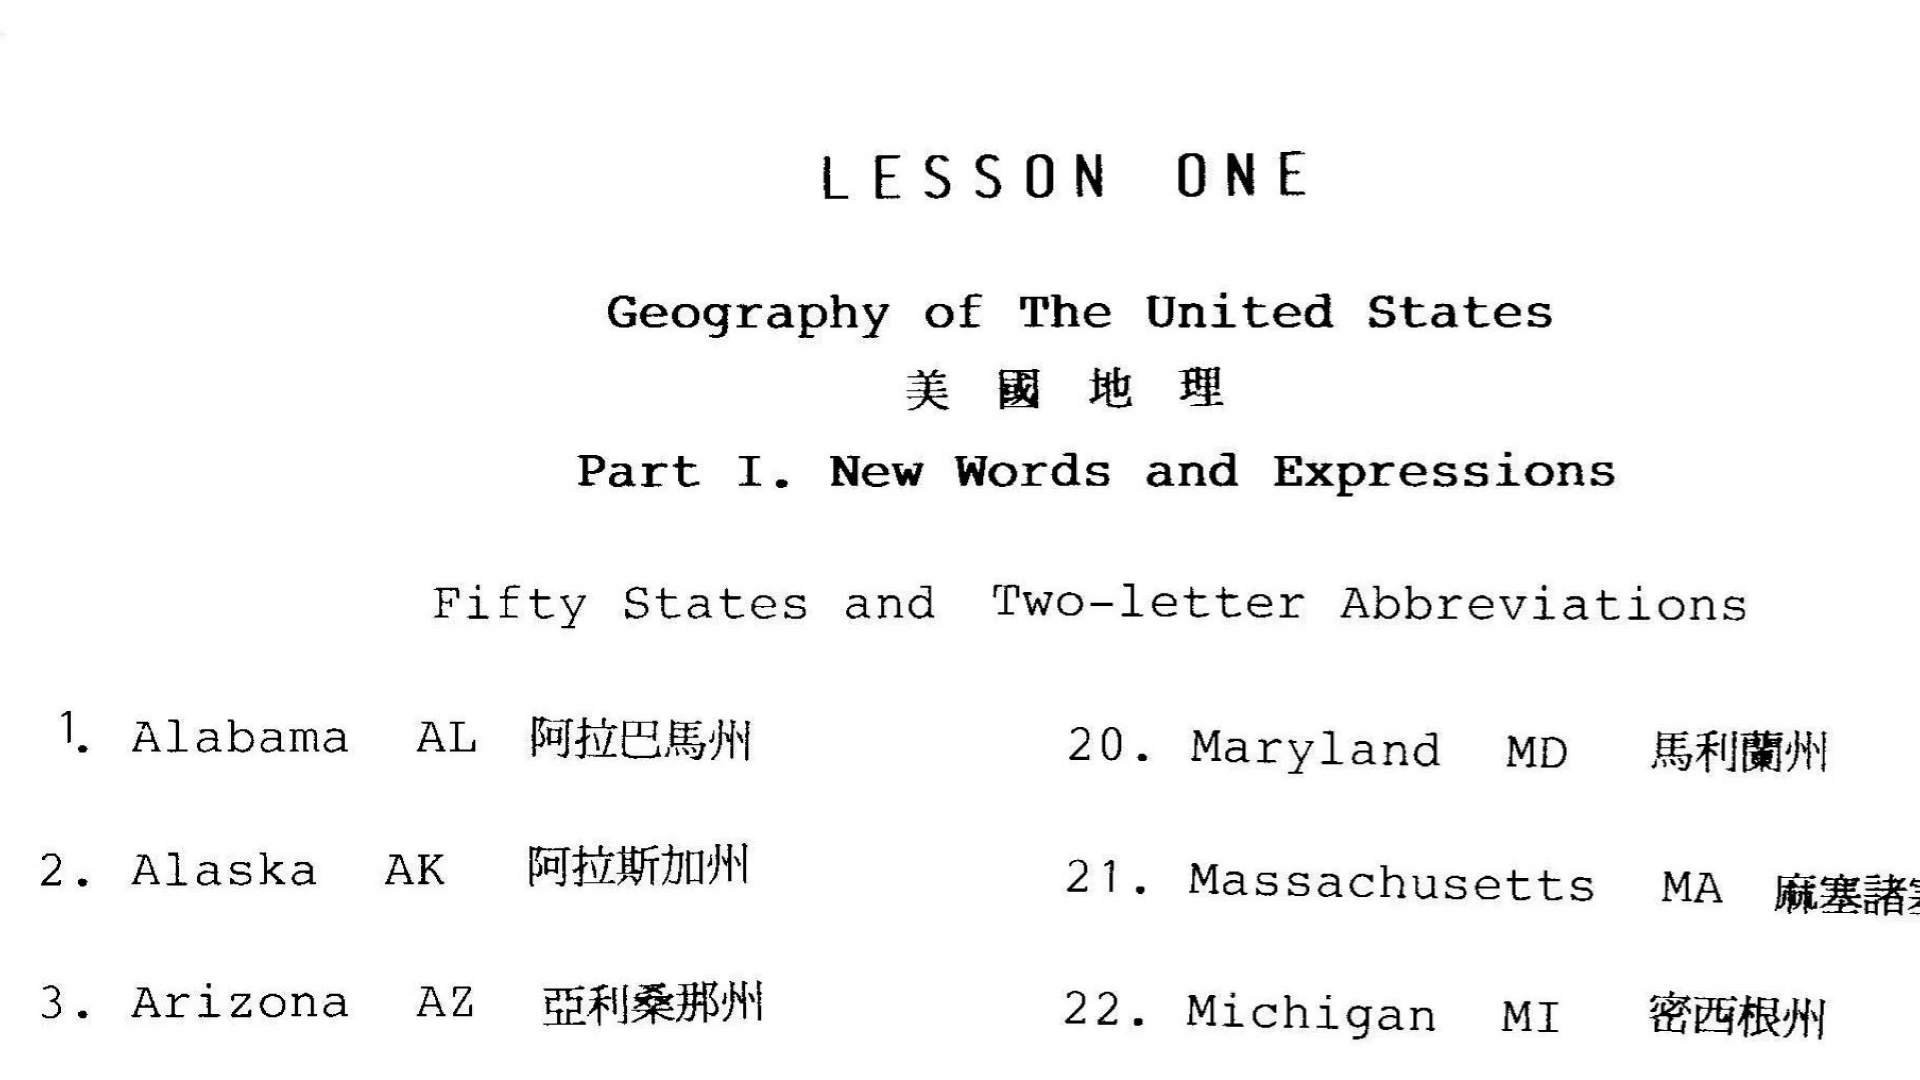 LESSON ONE
Geography of The United States
美國地理
Part I. New Words and Expressions
Fifty States and Two-letter Abbreviations
1. Alabama AL 阿拉巴馬州
20. Maryland MD 馬利蘭州
2. Alaska AK 阿拉斯加州
21. Massachusetts MA 麻塞諸塞
3. Arizona AZ 亞利桑那州
22. Michigan MI 密西根州